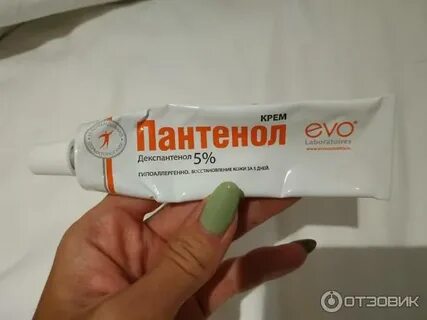 КРЕМ
Пантенол
Декспантенол 5%
ГИПОАЛЛЕРГЕННО. ВОССТАНОВЛЕНИЕ КОЖИ ЗА 5 ДНЕЙ.
evo
Laboratoires
ОТЗОВИК